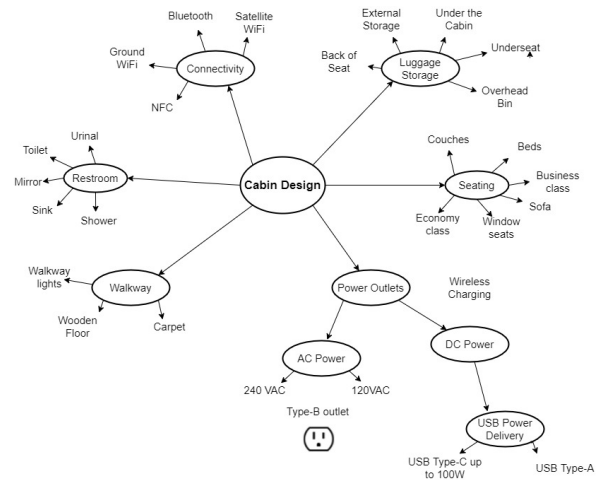 Bluetooth
Satellite
WiFi
Ground
WiFi
Connectivity
NFC
External
Storage
Under the
Cabin
Back of
Seat
Luggage
Storage
Underseat
Overhead
Bin
Urinal
Toilet
Mirror
Restroom
Sink
Shower
Cabin Design
Couches
Beds
Seating
Business
class
Sofa
Economy
class
Window
seats
Walkway
lights
Walkway
Wooden
Floor
Carpet
Power Outlets
Wireless
Charging
AC Power
DC Power
240 VAC
120VAC
Type-B outlet
USB Power
Delivery
USB Type-C up
to 100W
USB Type-A